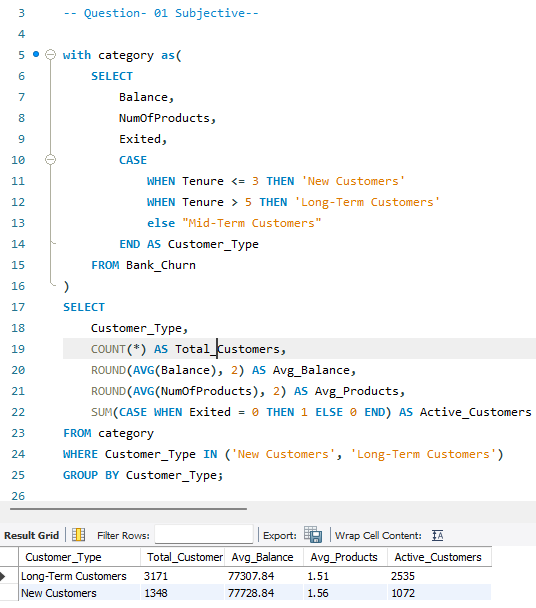 3 -- Question- 01 Subjective--
4
5 with category as(
6 SELECT
7 Balance,
8 NumOfProducts,
9 Exited,
10 CASE
11 WHEN Tenure <= 3 THEN 'New Customers'
12 WHEN Tenure > 5 THEN 'Long-Term Customers'
13 else "Mid-Term Customers"
14 END AS Customer_Type
15 FROM Bank_Churn
16 )
17 SELECT
18 Customer_Type,
19 COUNT(*) AS Total_Customers,
20 ROUND(AVG(Balance), 2) AS Avg_Balance,
21 ROUND(AVG(NumOfProducts), 2) AS Avg_Products,
22 SUM(CASE WHEN Exited = 0 THEN 1 ELSE 0 END) AS Active_Customers
23 FROM category
24 WHERE Customer_Type IN ('New Customers', 'Long-Term Customers')
25 GROUP BY Customer_Type;
26
Result Grid Filter Rows: Export: Wrap Cell Content: IA
Customer_Type Total_Customer Avg_Balance Avg_Products Active_Customers
Long-Term Customers 3171 77307.84 1.51 2535
New Customers 1348 77728.84 1.56 1072